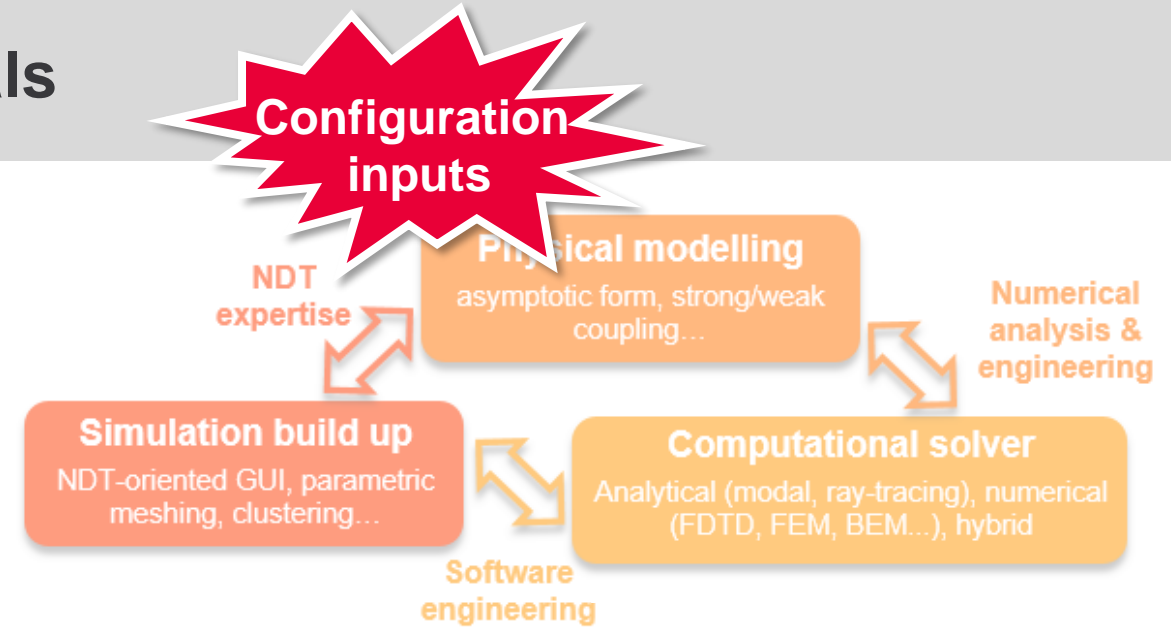 Configuration
inputs
Physical modelling
asymptotic form, strong/weak
coupling...
NDT
expertise
Numerical
analysis &
engineering
Simulation build up
NDT-oriented GUI, parametric
meshing, clustering...
Computational solver
Analytical (modal, ray-tracing), numerical
(FDTD, FEM, BEM...), hybrid
Software
engineering